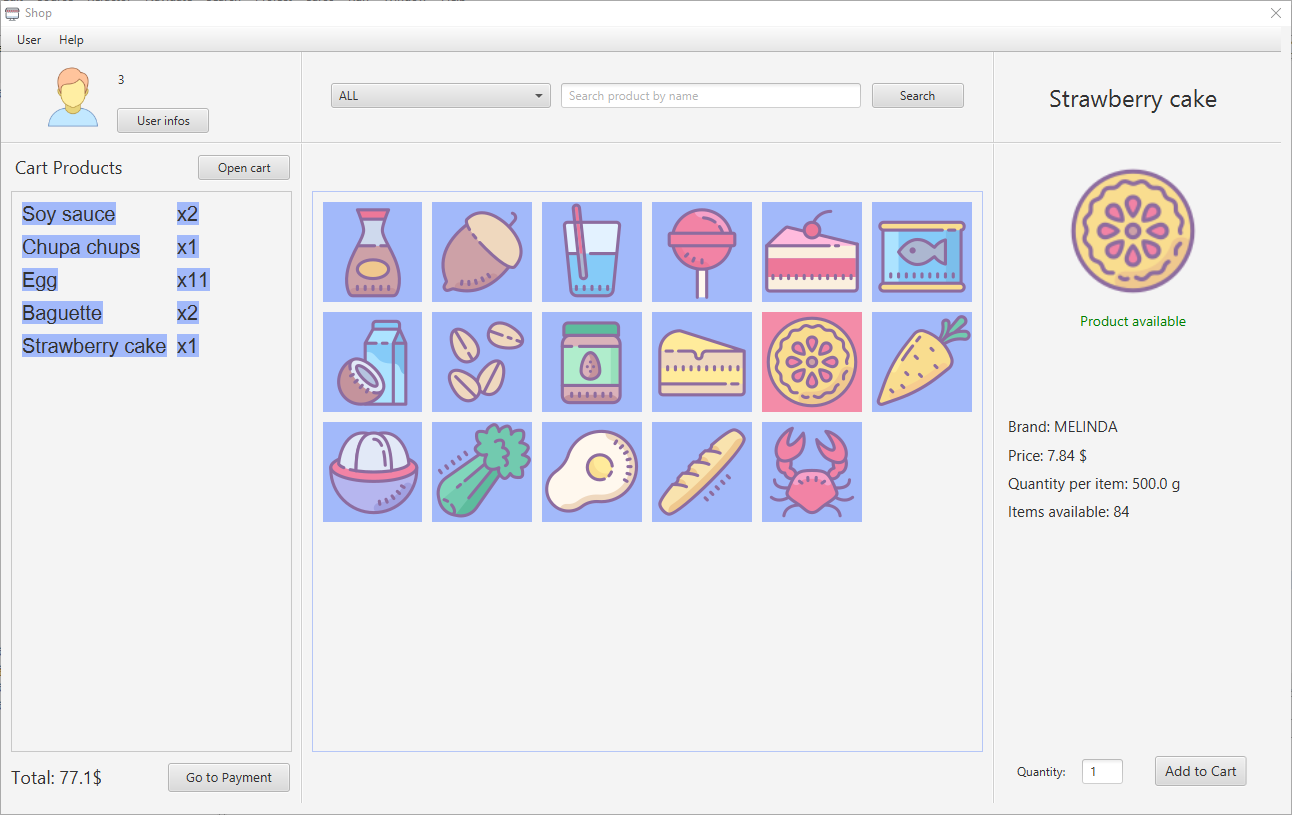 Shop
User Help
3
User infos
ALL
Search product by name
Search
Strawberry cake
Cart Products
Open cart
Soy sauce x2
Chupa chups x1
Egg x11
Baguette x2
Strawberry cake x1
Total: 77.1$
Go to Payment
Product available
Brand: MELINDA
Price: 7.84 $
Quantity per item: 500.0 g
Items available: 84
Quantity: 1
Add to Cart